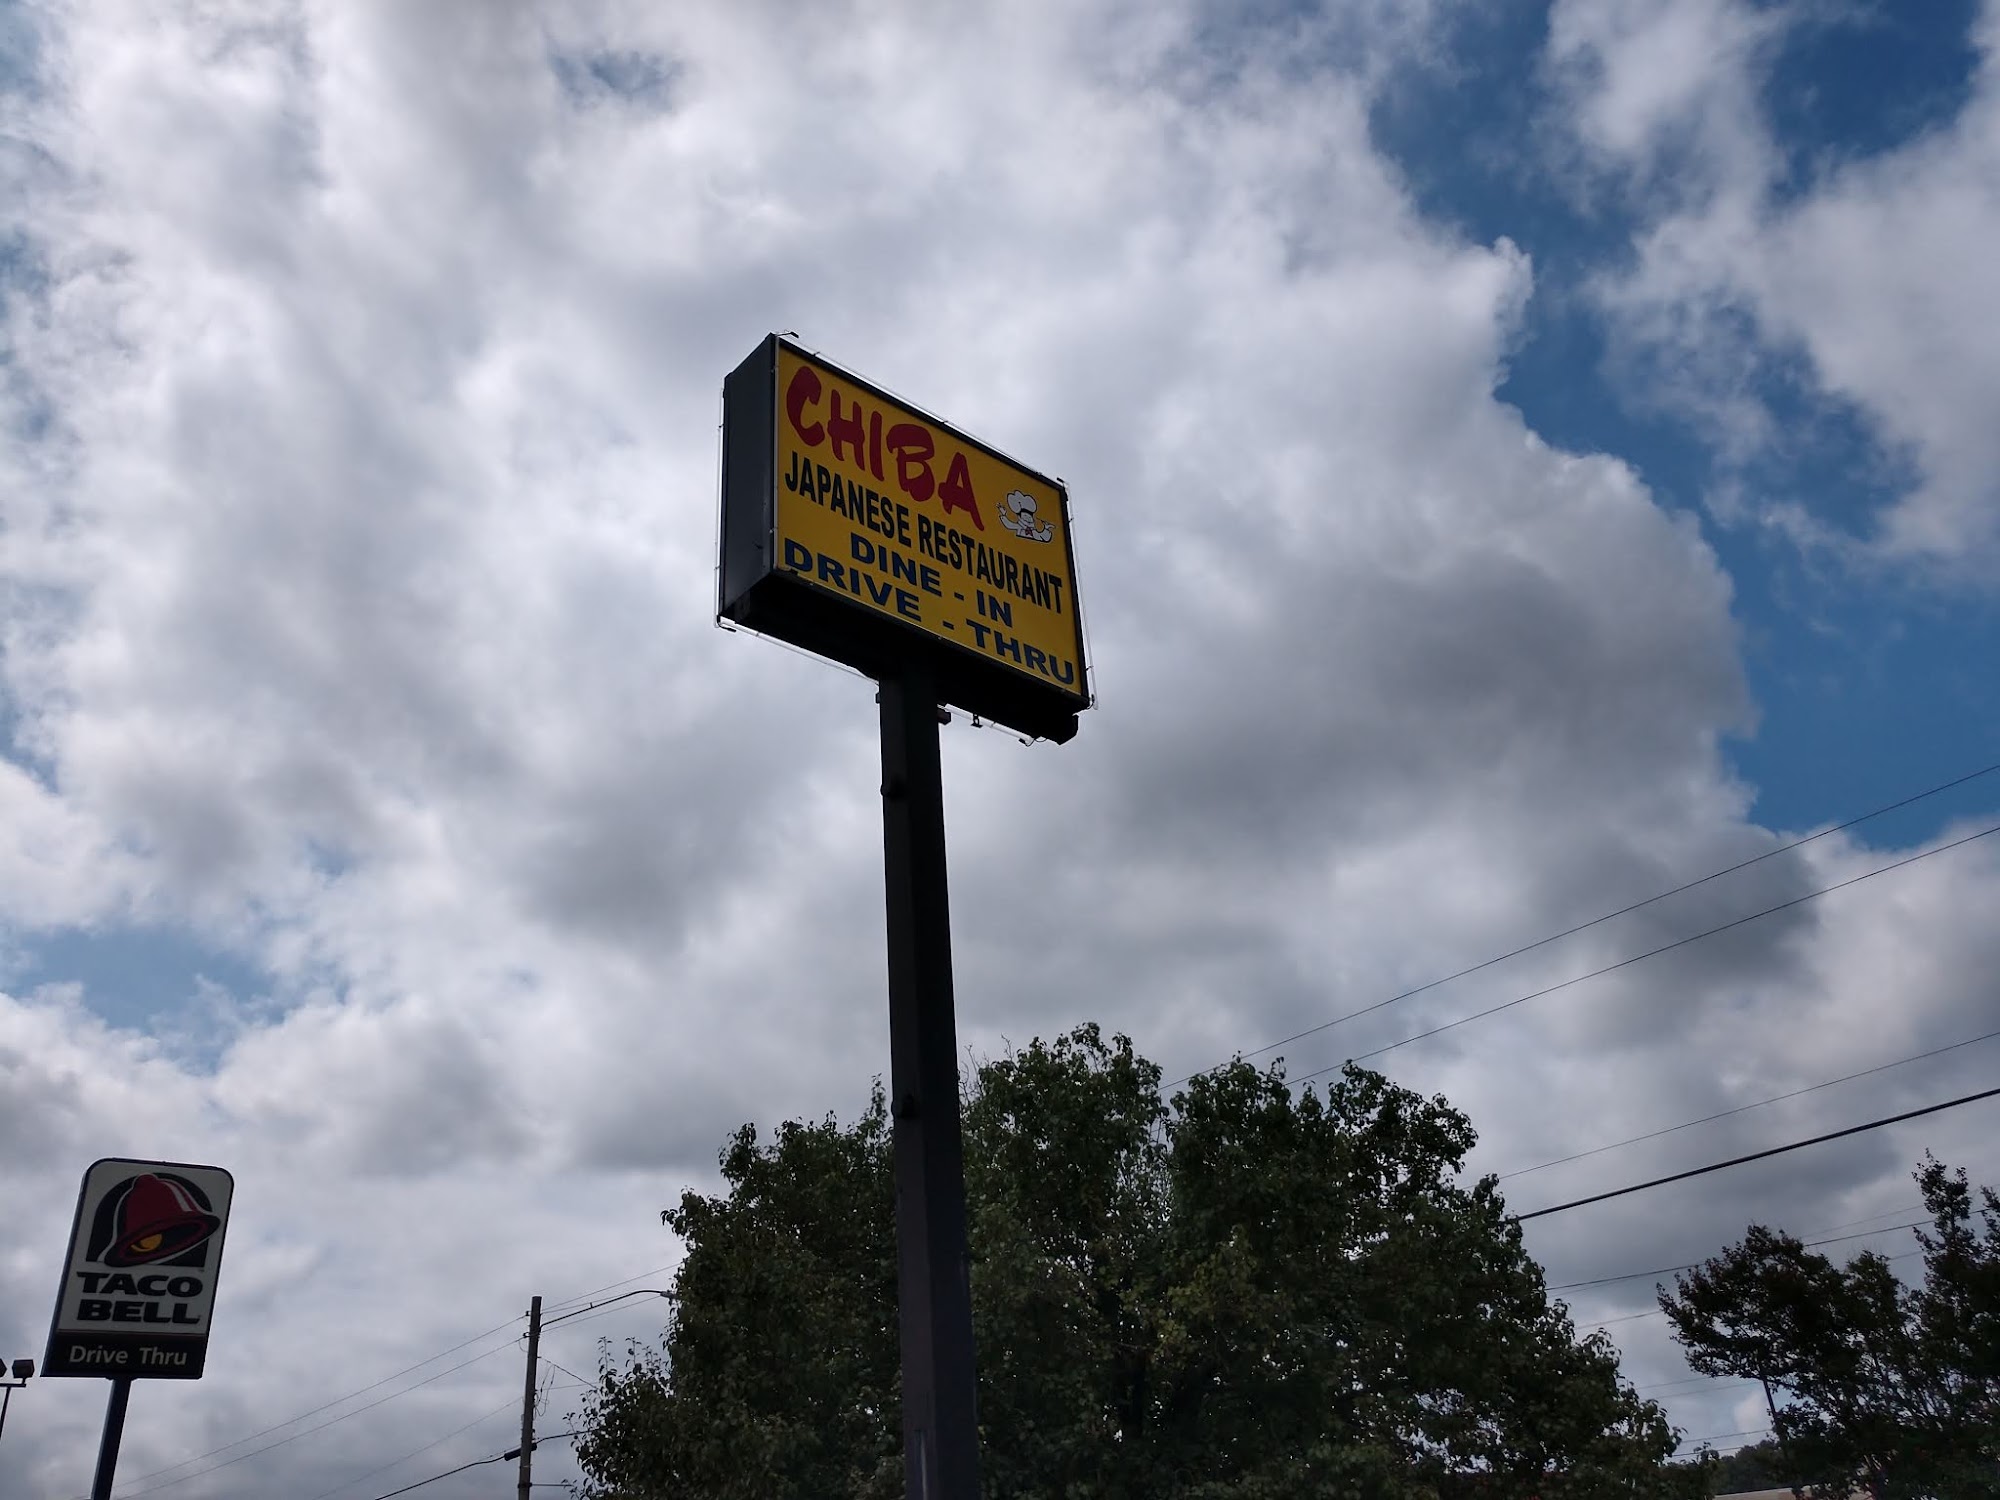 CHIBA
JAPANESE RESTAURANT
DINE - IN
DRIVE - THRU
TACO
BELL
Drive Thru